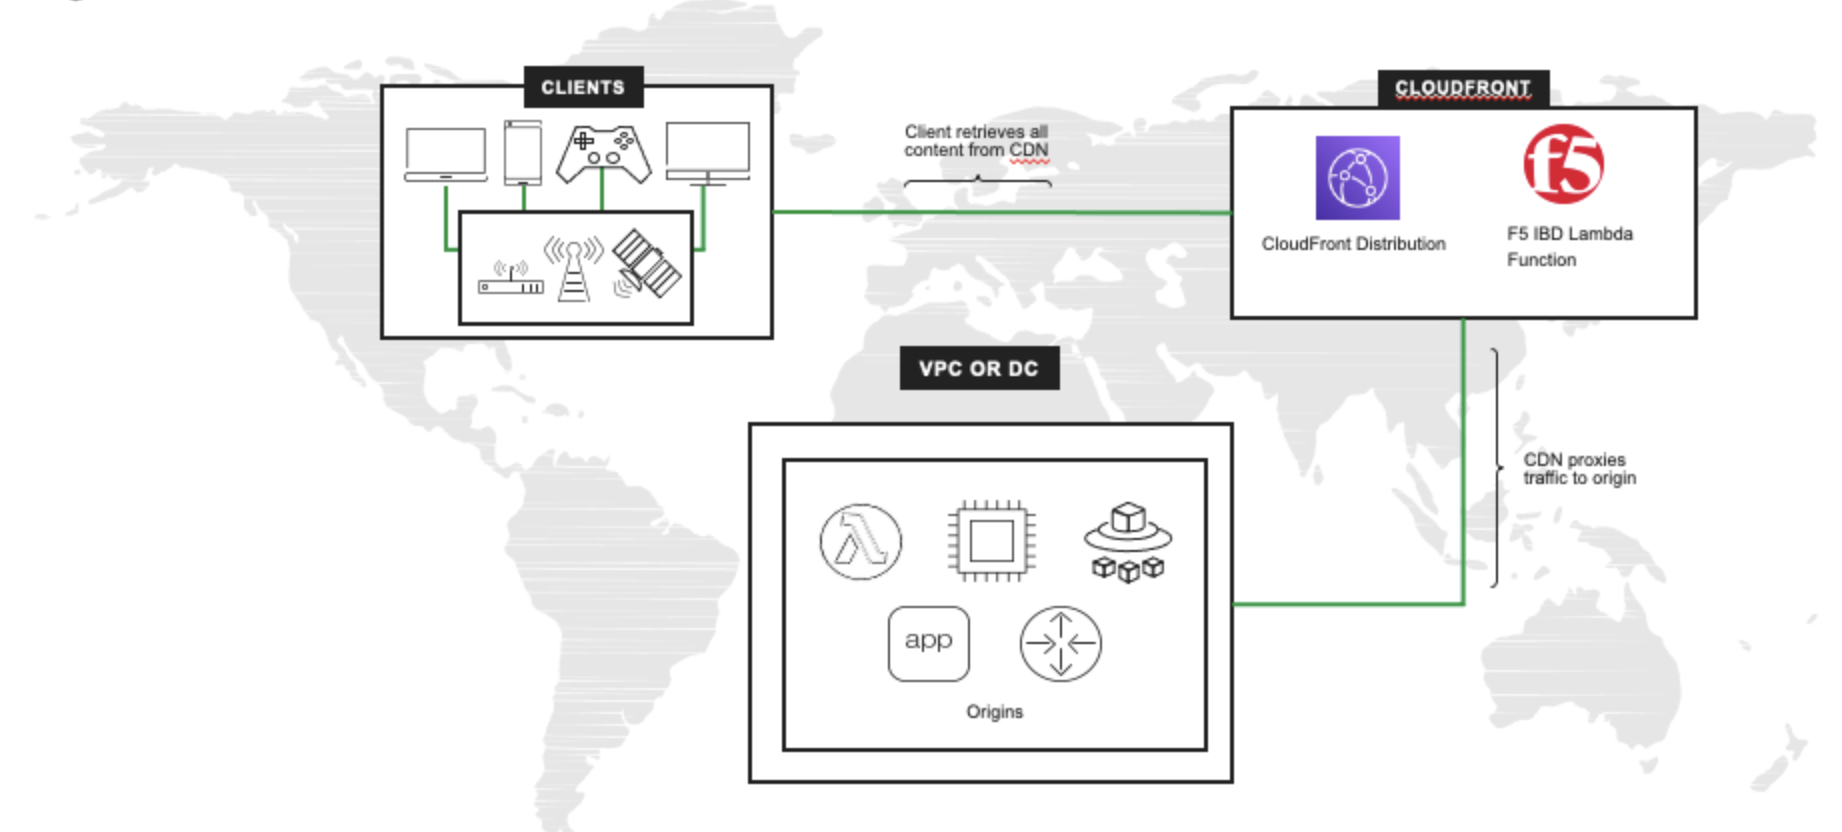 CLIENTS
CLOUDFRONT
Client retrieves all
content from CDN
f5
CloudFront Distribution
F5 IBD Lambda
Function
VPC OR DC
CDN proxies
traffic to origin
app
Origins